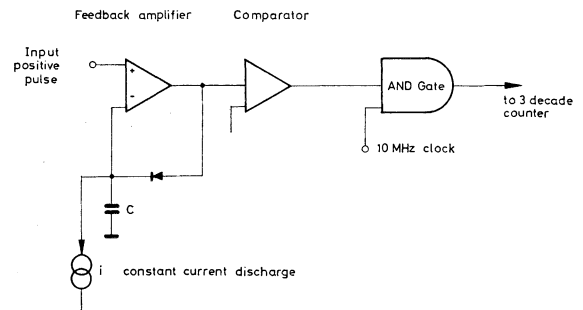 Feedback amplifier
Comparator
Input
positive
pulse
+
-
AND Gate
to 3 decade
counter
10 MHz clock
C
i constant current discharge